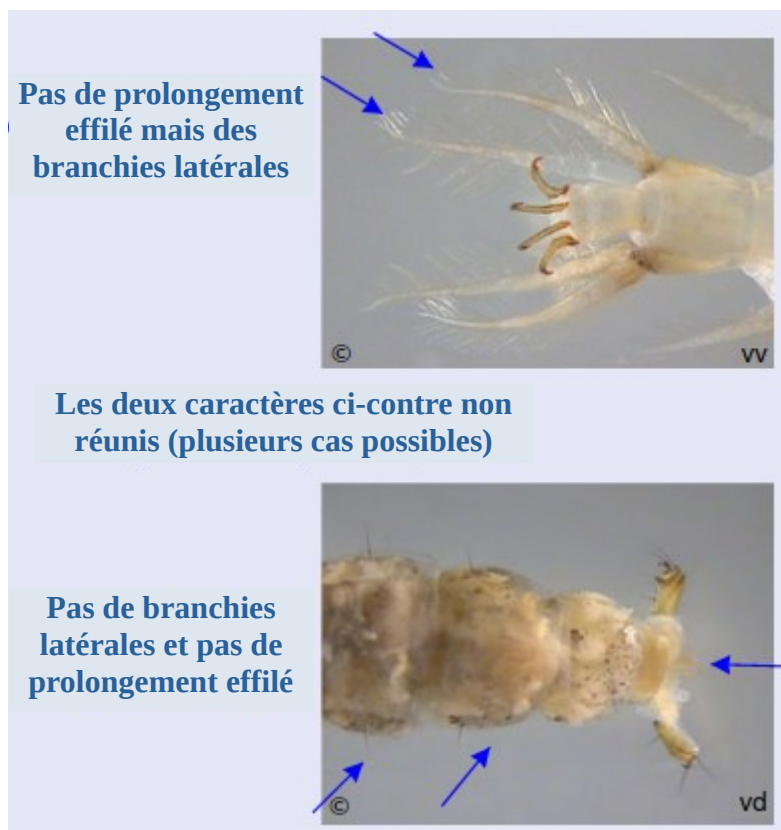 Pas de prolongement
effilé mais des
branchies latérales
©
vv
Les deux caractères ci-contre non
réunis (plusieurs cas possibles)
Pas de branchies
latérales et pas de
prolongement effilé
©
vd